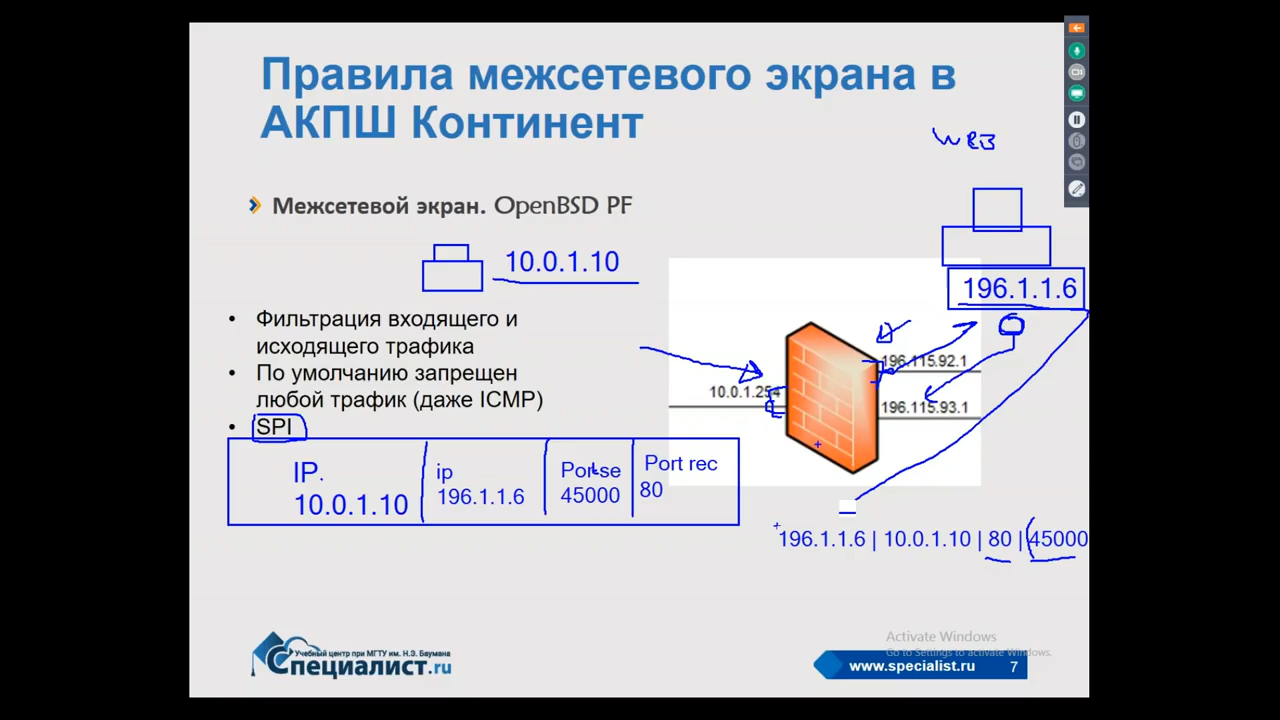 Правила межсетевого экрана в
АКПШ Континент
WEB
Межсетевой экран. OpenBSD PF
10.0.1.10
196.1.1.6
• Фильтрация входящего и
исходящего трафика
• По умолчанию запрещен
любой трафик (даже ICMP)
• SPI
196.115.92.1
10.0.1.254
196.115.93.1
IP.
10.0.1.10
ip
196.1.1.6
Port se
45000
Port rec
80
196.1.1.6 | 10.0.1.10 | 80 | 45000
Activate Windows
Go to Settings to activate Windows.
Учебный центр при МГТУ им. Н.Э. Баумана
Специалист.ru
www.specialist.ru 7